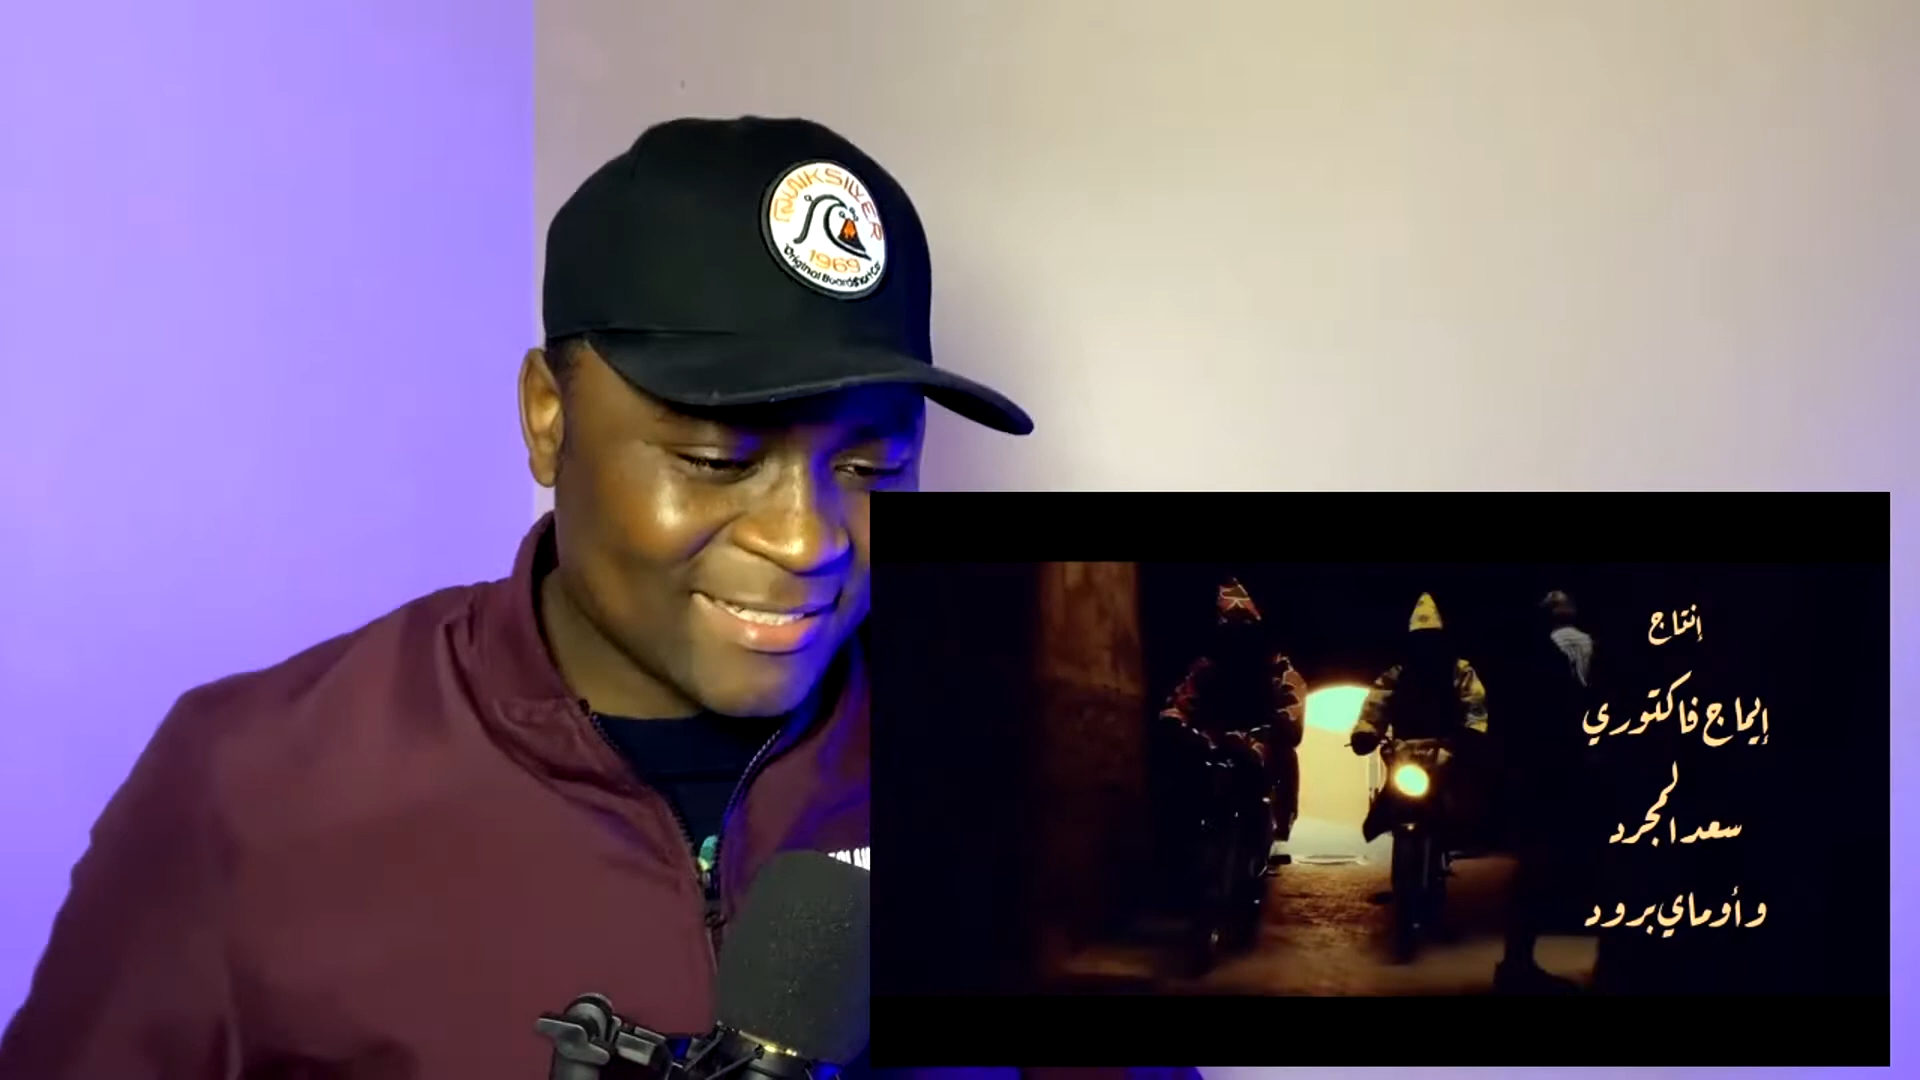 QUIKSILVER
1969
Original Boardshort Co
إنتاج
إيماج فاكتوري
سعد المجرد
وأوماي برود